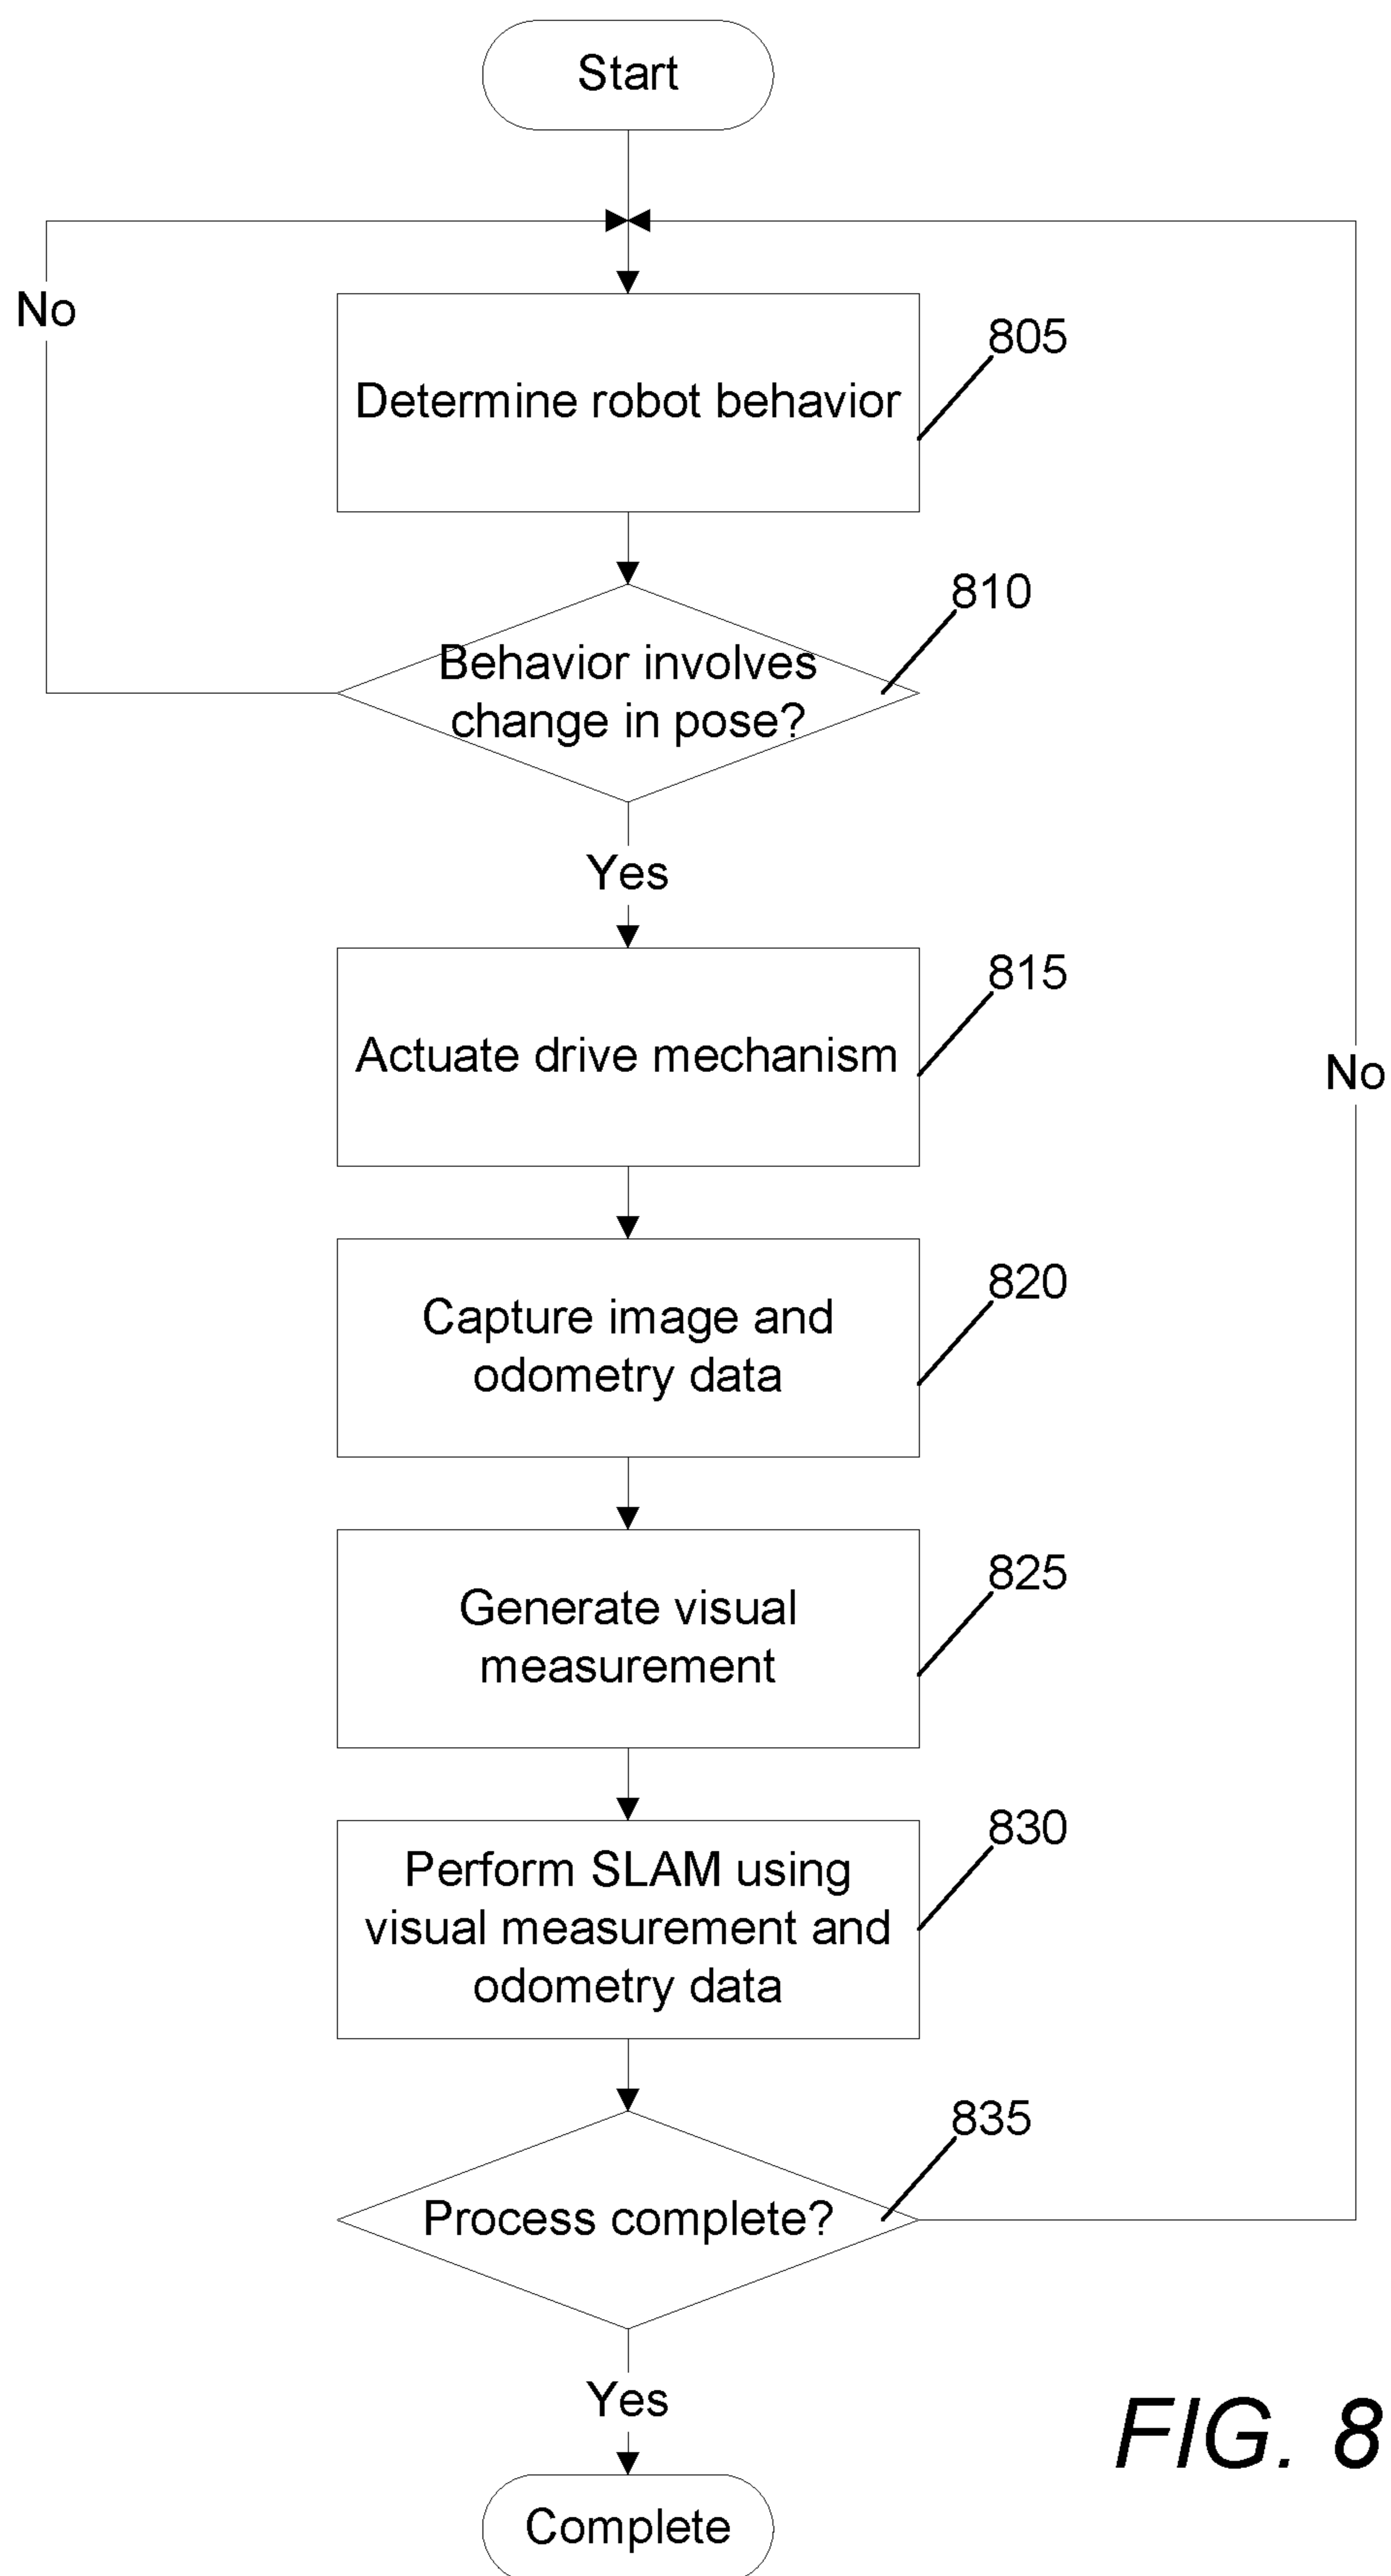 Start
No
805
Determine robot behavior
810
Behavior involves
change in pose?
Yes
815
Actuate drive mechanism
No
820
Capture image and
odometry data
825
Generate visual
measurement
830
Perform SLAM using
visual measurement and
odometry data
835
Process complete?
Yes
FIG. 8
Complete